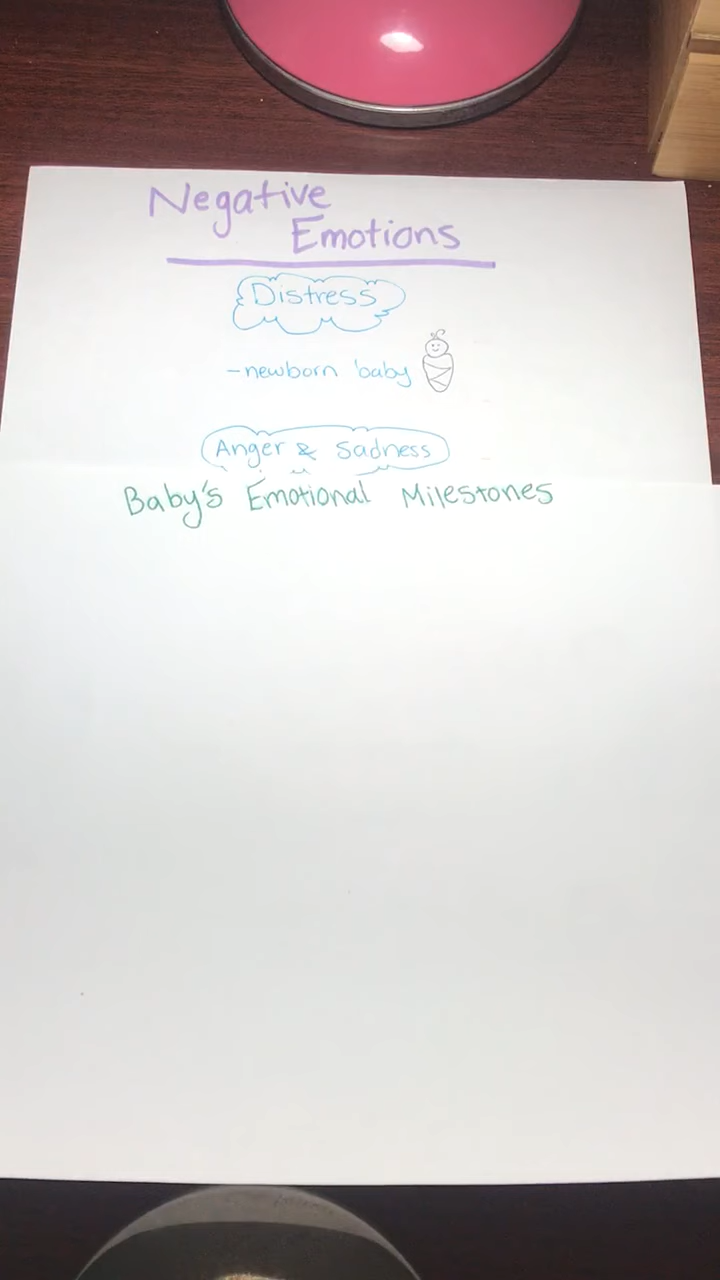 Negative
Emotions
Distress
-newborn baby
Anger & Sadness
Baby's Emotional Milestones